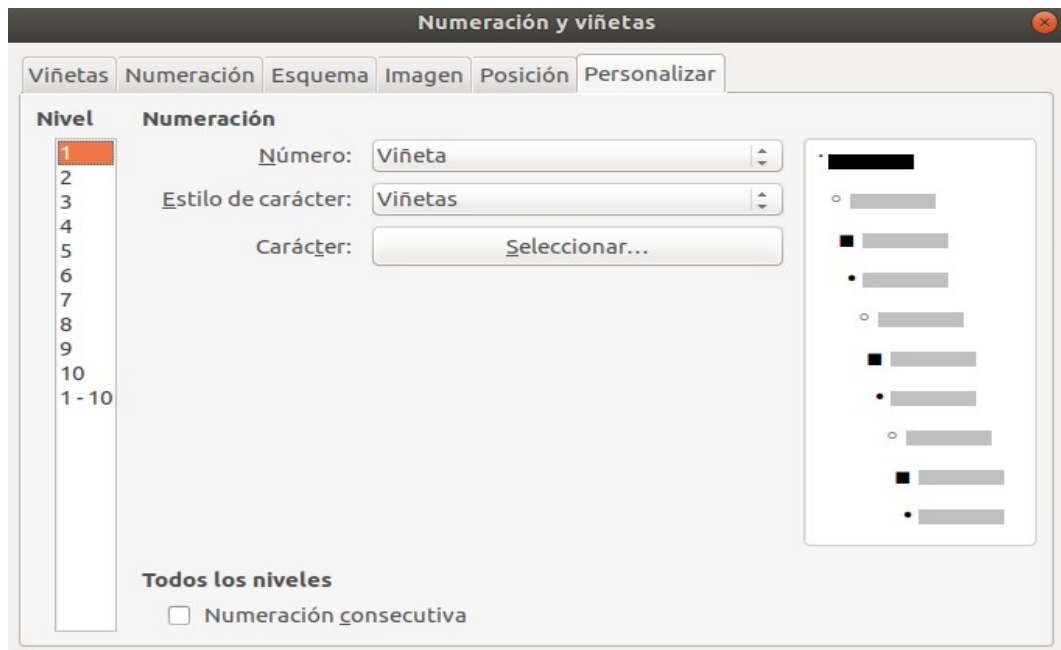 Numeración y viñetas
Viñetas Numeración Esquema Imagen Posición Personalizar
Nivel Numeración
1
2
3
4
5
6
7
8
9
10
1 - 10
Número: Viñeta
Estilo de carácter: Viñetas
Carácter: Seleccionar...
Todos los niveles
Numeración consecutiva